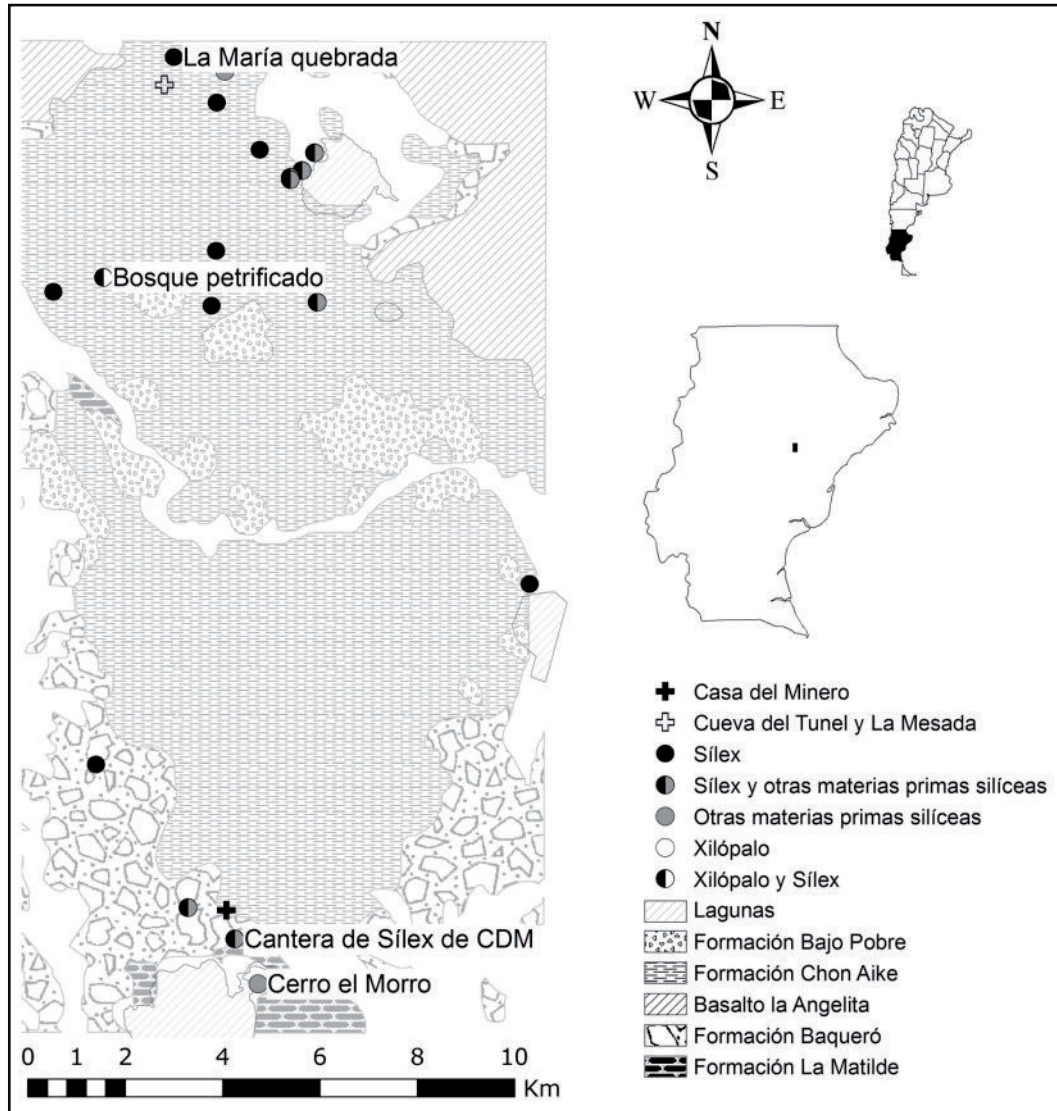 La María quebrada
Bosque petrificado
Cantera de Sílex de CDM
Cerro el Morro
0 1 2 4 6 8 10
Km
N
W E
S
Casa del Minero
Cueva del Tunel y La Mesada
Sílex
Sílex y otras materias primas silíceas
Otras materias primas silíceas
Xilópalo
Xilópalo y Sílex
Lagunas
Formación Bajo Pobre
Formación Chon Aike
Basalto la Angelita
Formación Baqueró
Formación La Matilde